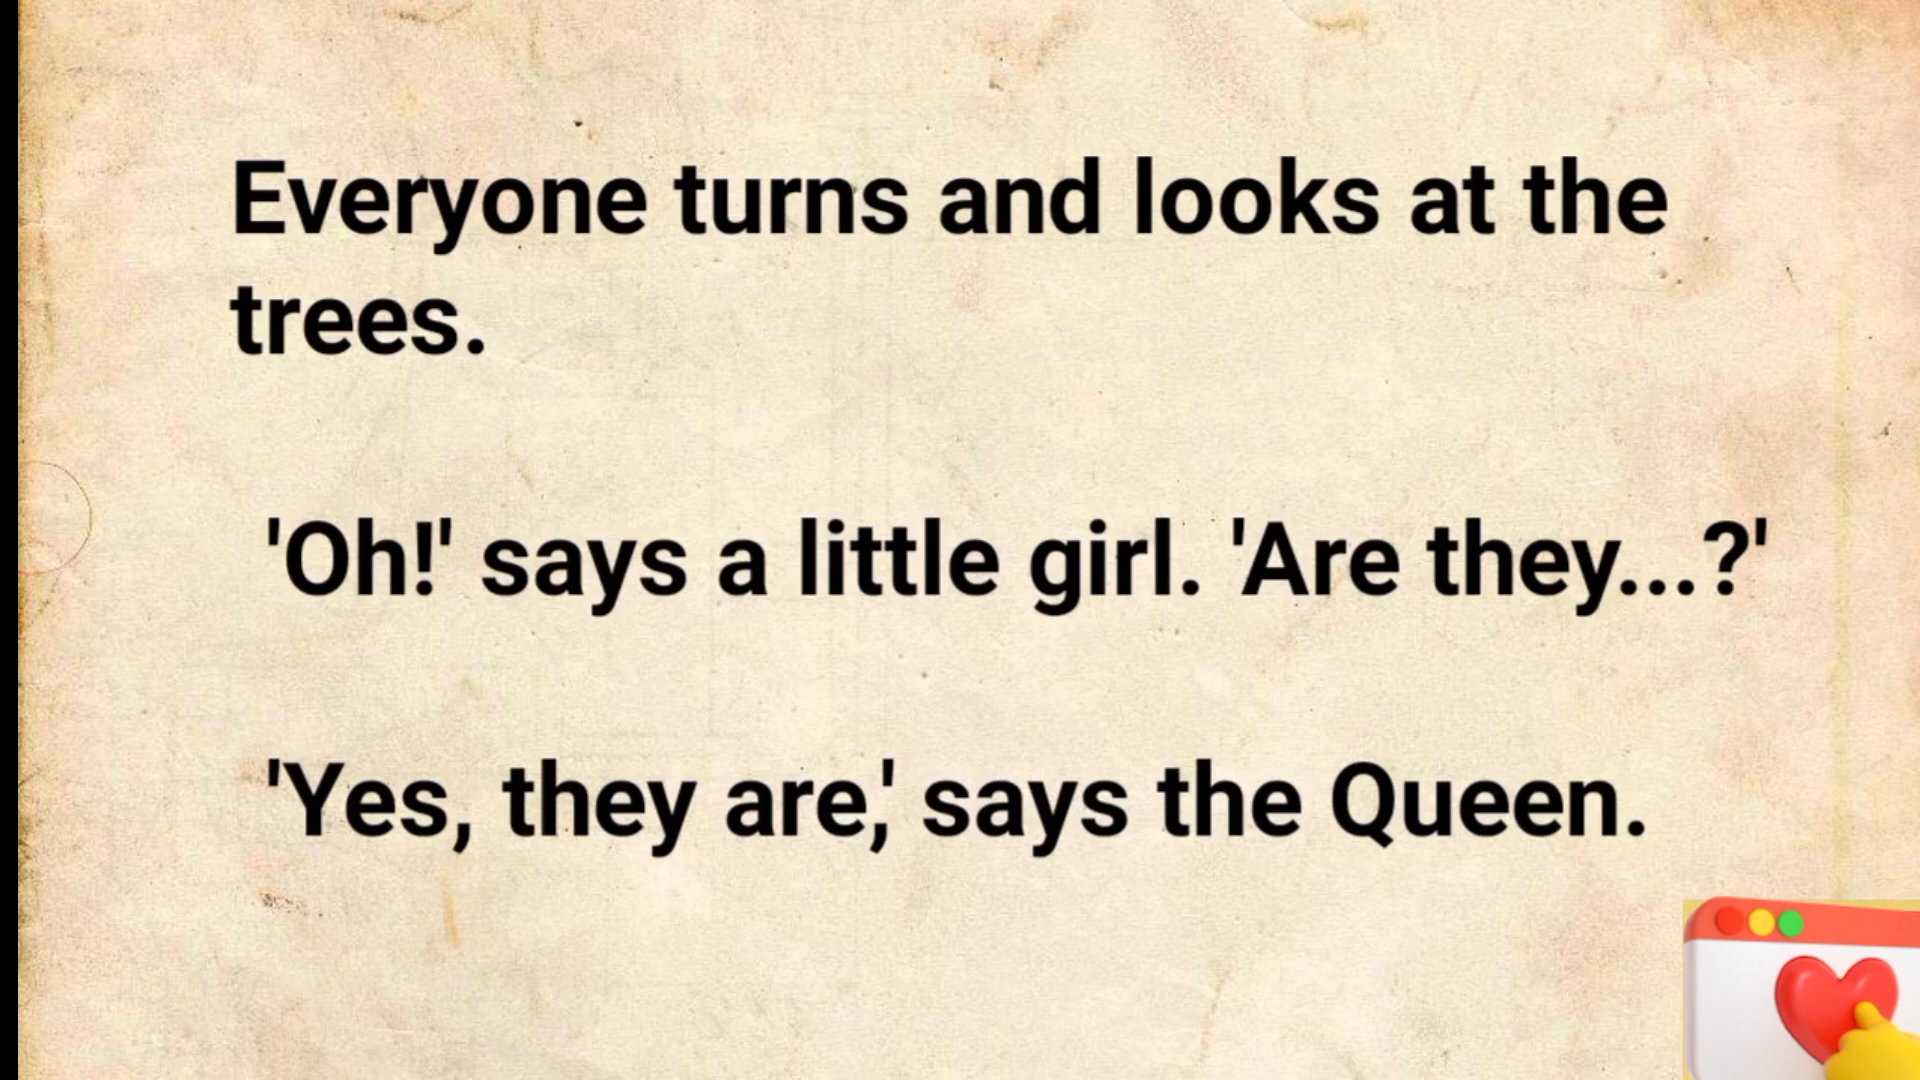 Everyone turns and looks at the
trees.
'Oh!' says a little girl. 'Are they...?'
'Yes, they are,' says the Queen.